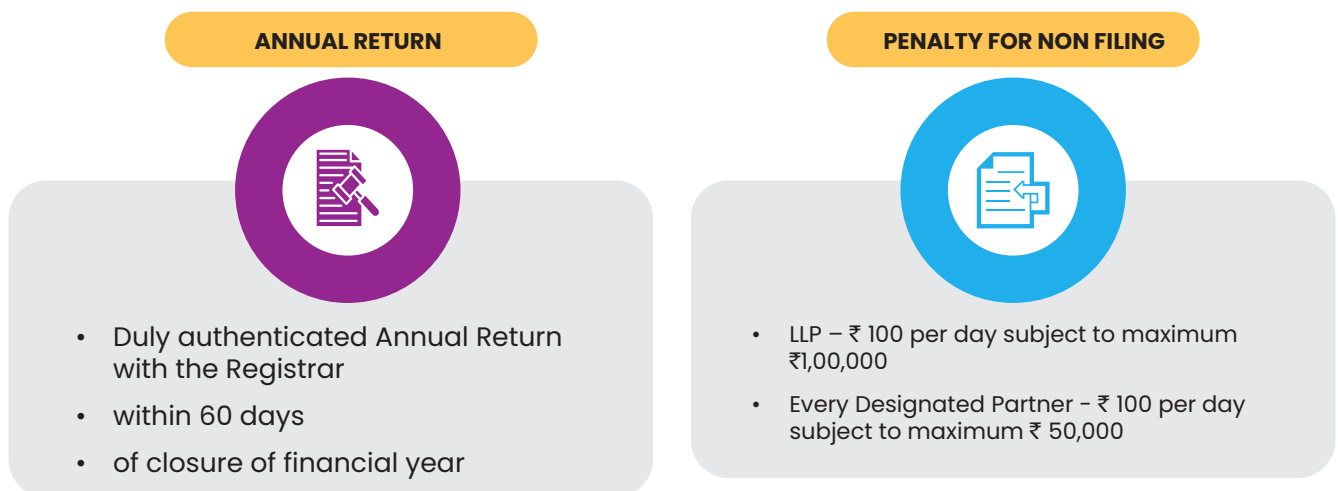 ANNUAL RETURN
• Duly authenticated Annual Return
with the Registrar
• within 60 days
• of closure of financial year
PENALTY FOR NON FILING
• LLP – ₹ 100 per day subject to maximum
₹1,00,000
• Every Designated Partner - ₹ 100 per day
subject to maximum ₹ 50,000